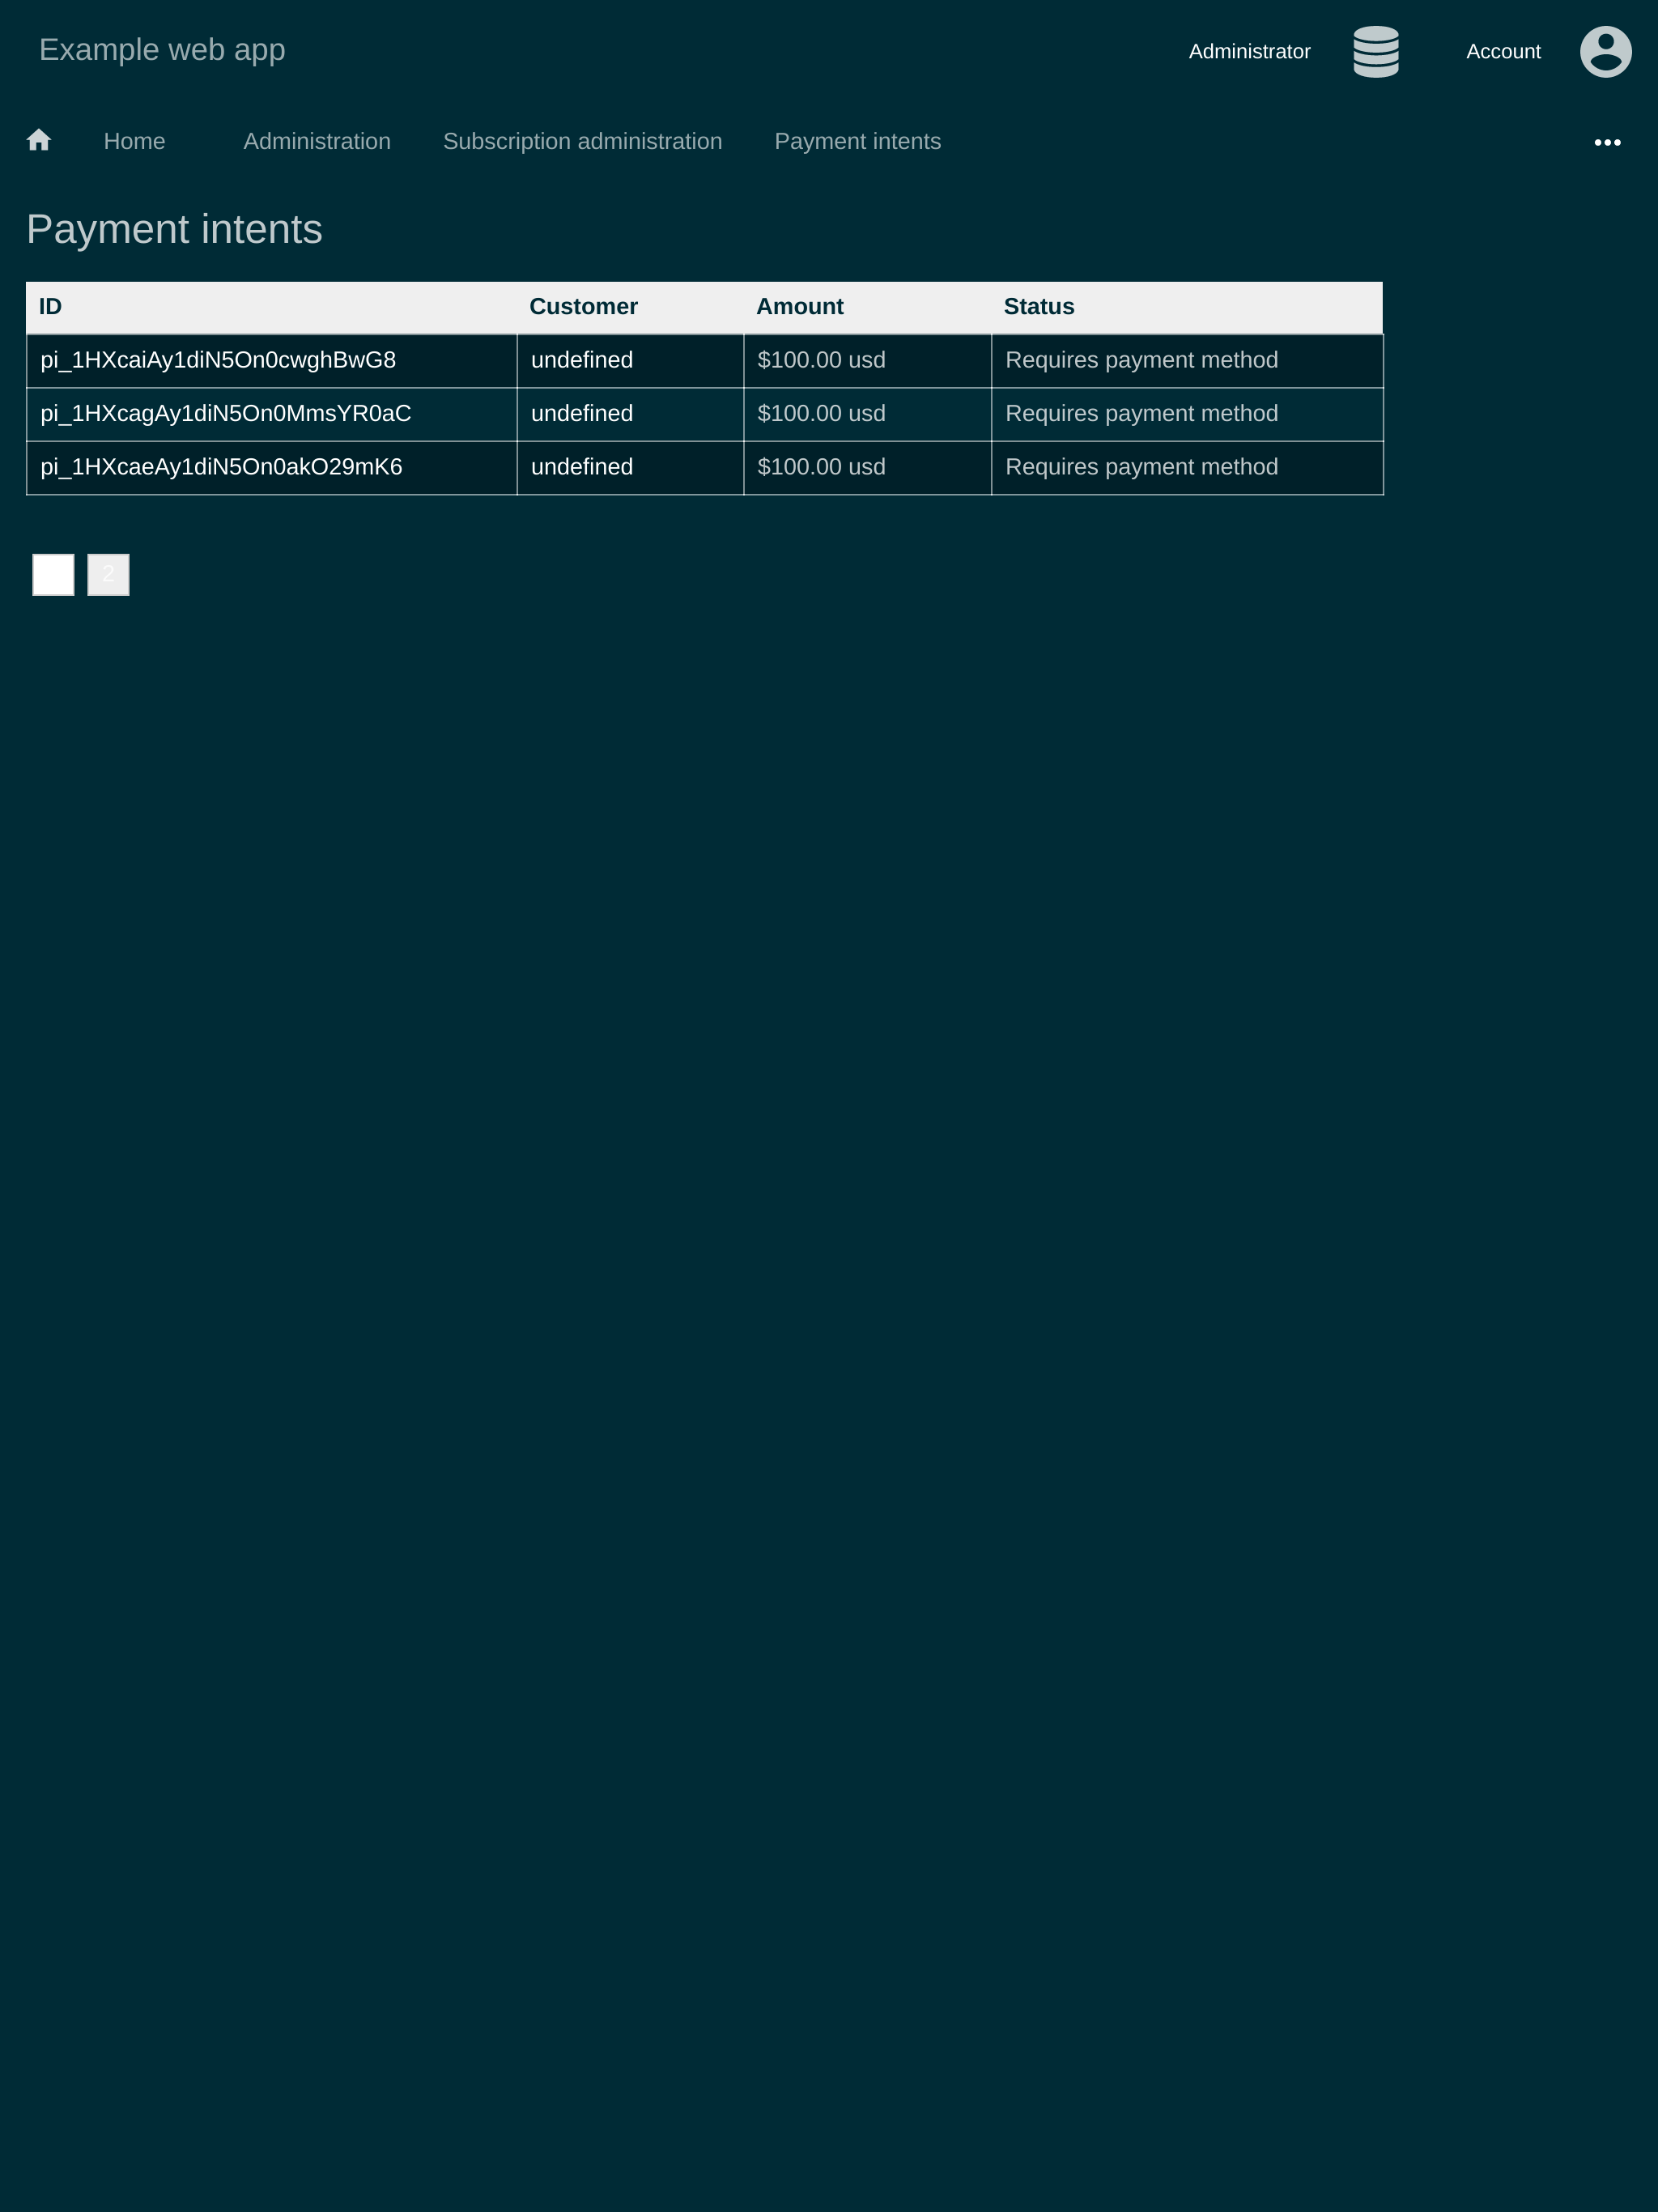 Example web app
Administrator Account
Home Administration Subscription administration Payment intents
Payment intents
ID Customer Amount Status
pi_1HXcaiAy1diN5On0cwghBwG8 undefined $100.00 usd Requires payment method
pi_1HXcagAy1diN5On0MmsYR0aC undefined $100.00 usd Requires payment method
pi_1HXcaeAy1diN5On0akO29mK6 undefined $100.00 usd Requires payment method
2